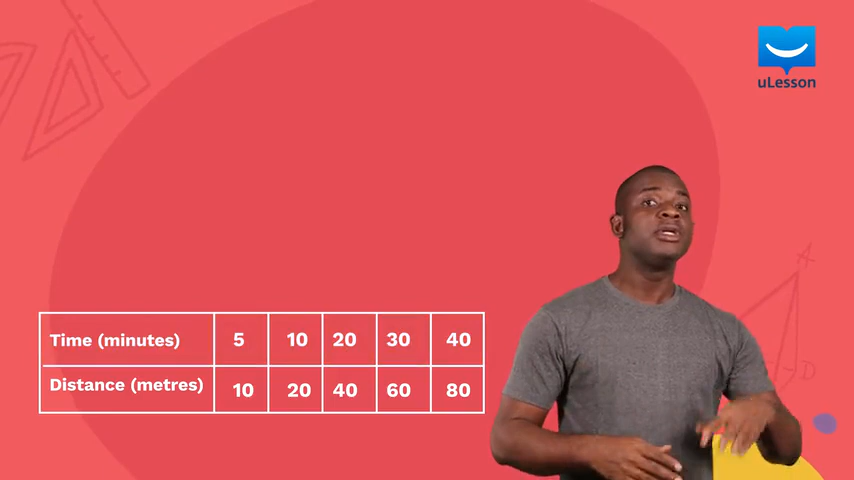 uLesson
A
D
Time (minutes) 5 10 20 30 40
Distance (metres) 10 20 40 60 80